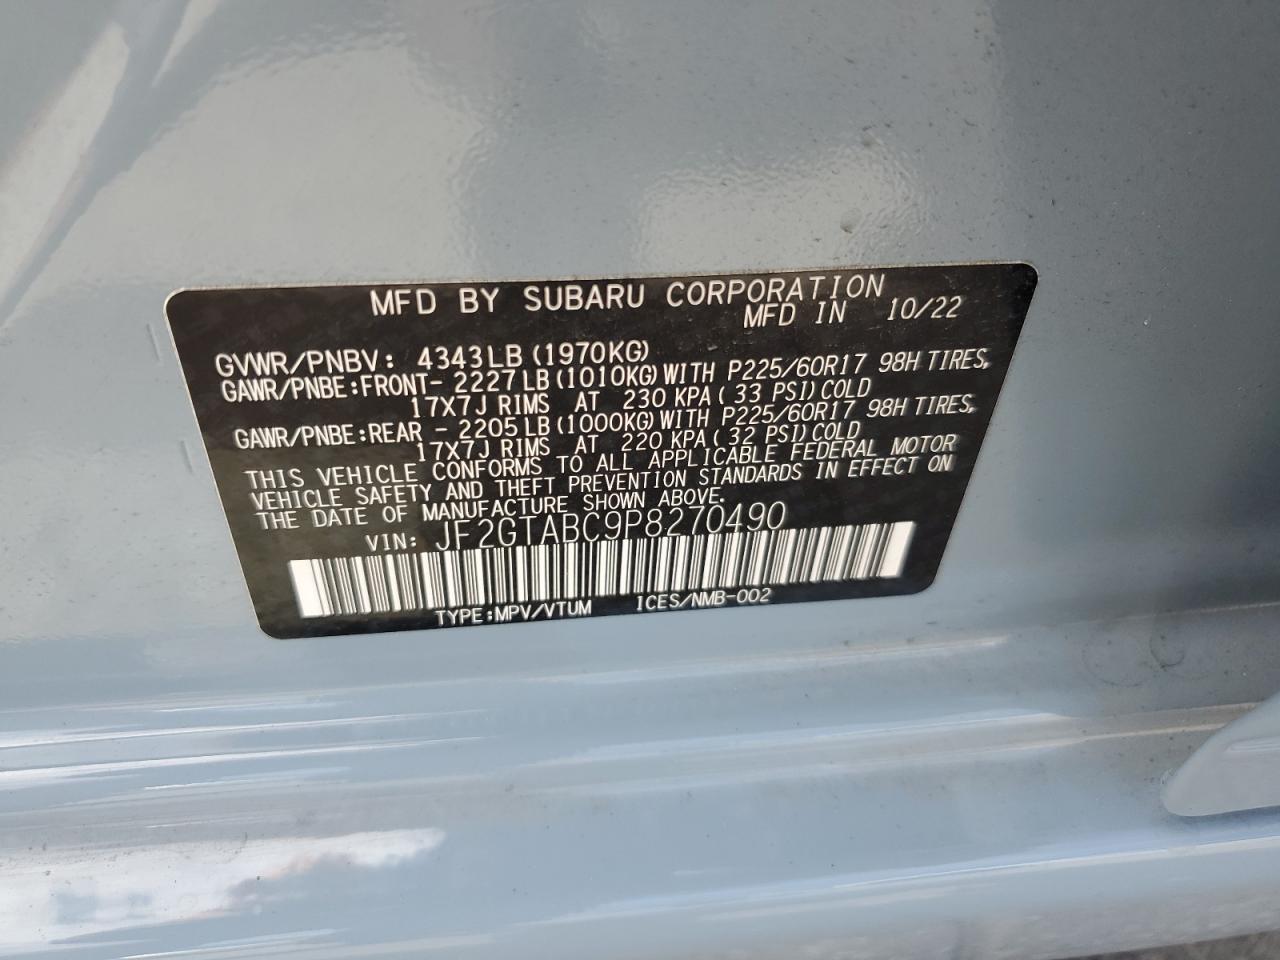 MFD BY SUBARU CORPORATION
MFD IN 10/22
GVWR/PNBV: 4343LB (1970KG)
GAWR/PNBE:FRONT- 2227LB (1010KG) WITH P225/60R17 98H TIRES,
17X7J RIMS AT 230 KPA ( 33 PSI) COLD
GAWR/PNBE:REAR - 2205LB (1000KG) WITH P225/60R17 98H TIRES,
17X7J RIMS AT 220 KPA ( 32 PSI) COLD
THIS VEHICLE CONFORMS TO ALL APPLICABLE FEDERAL MOTOR
VEHICLE SAFETY AND THEFT PREVENTION STANDARDS IN EFFECT ON
THE DATE OF MANUFACTURE SHOWN ABOVE.
VIN: JF2GTABC9P8270490
TYPE:MPV/VTUM ICES/NMB-002